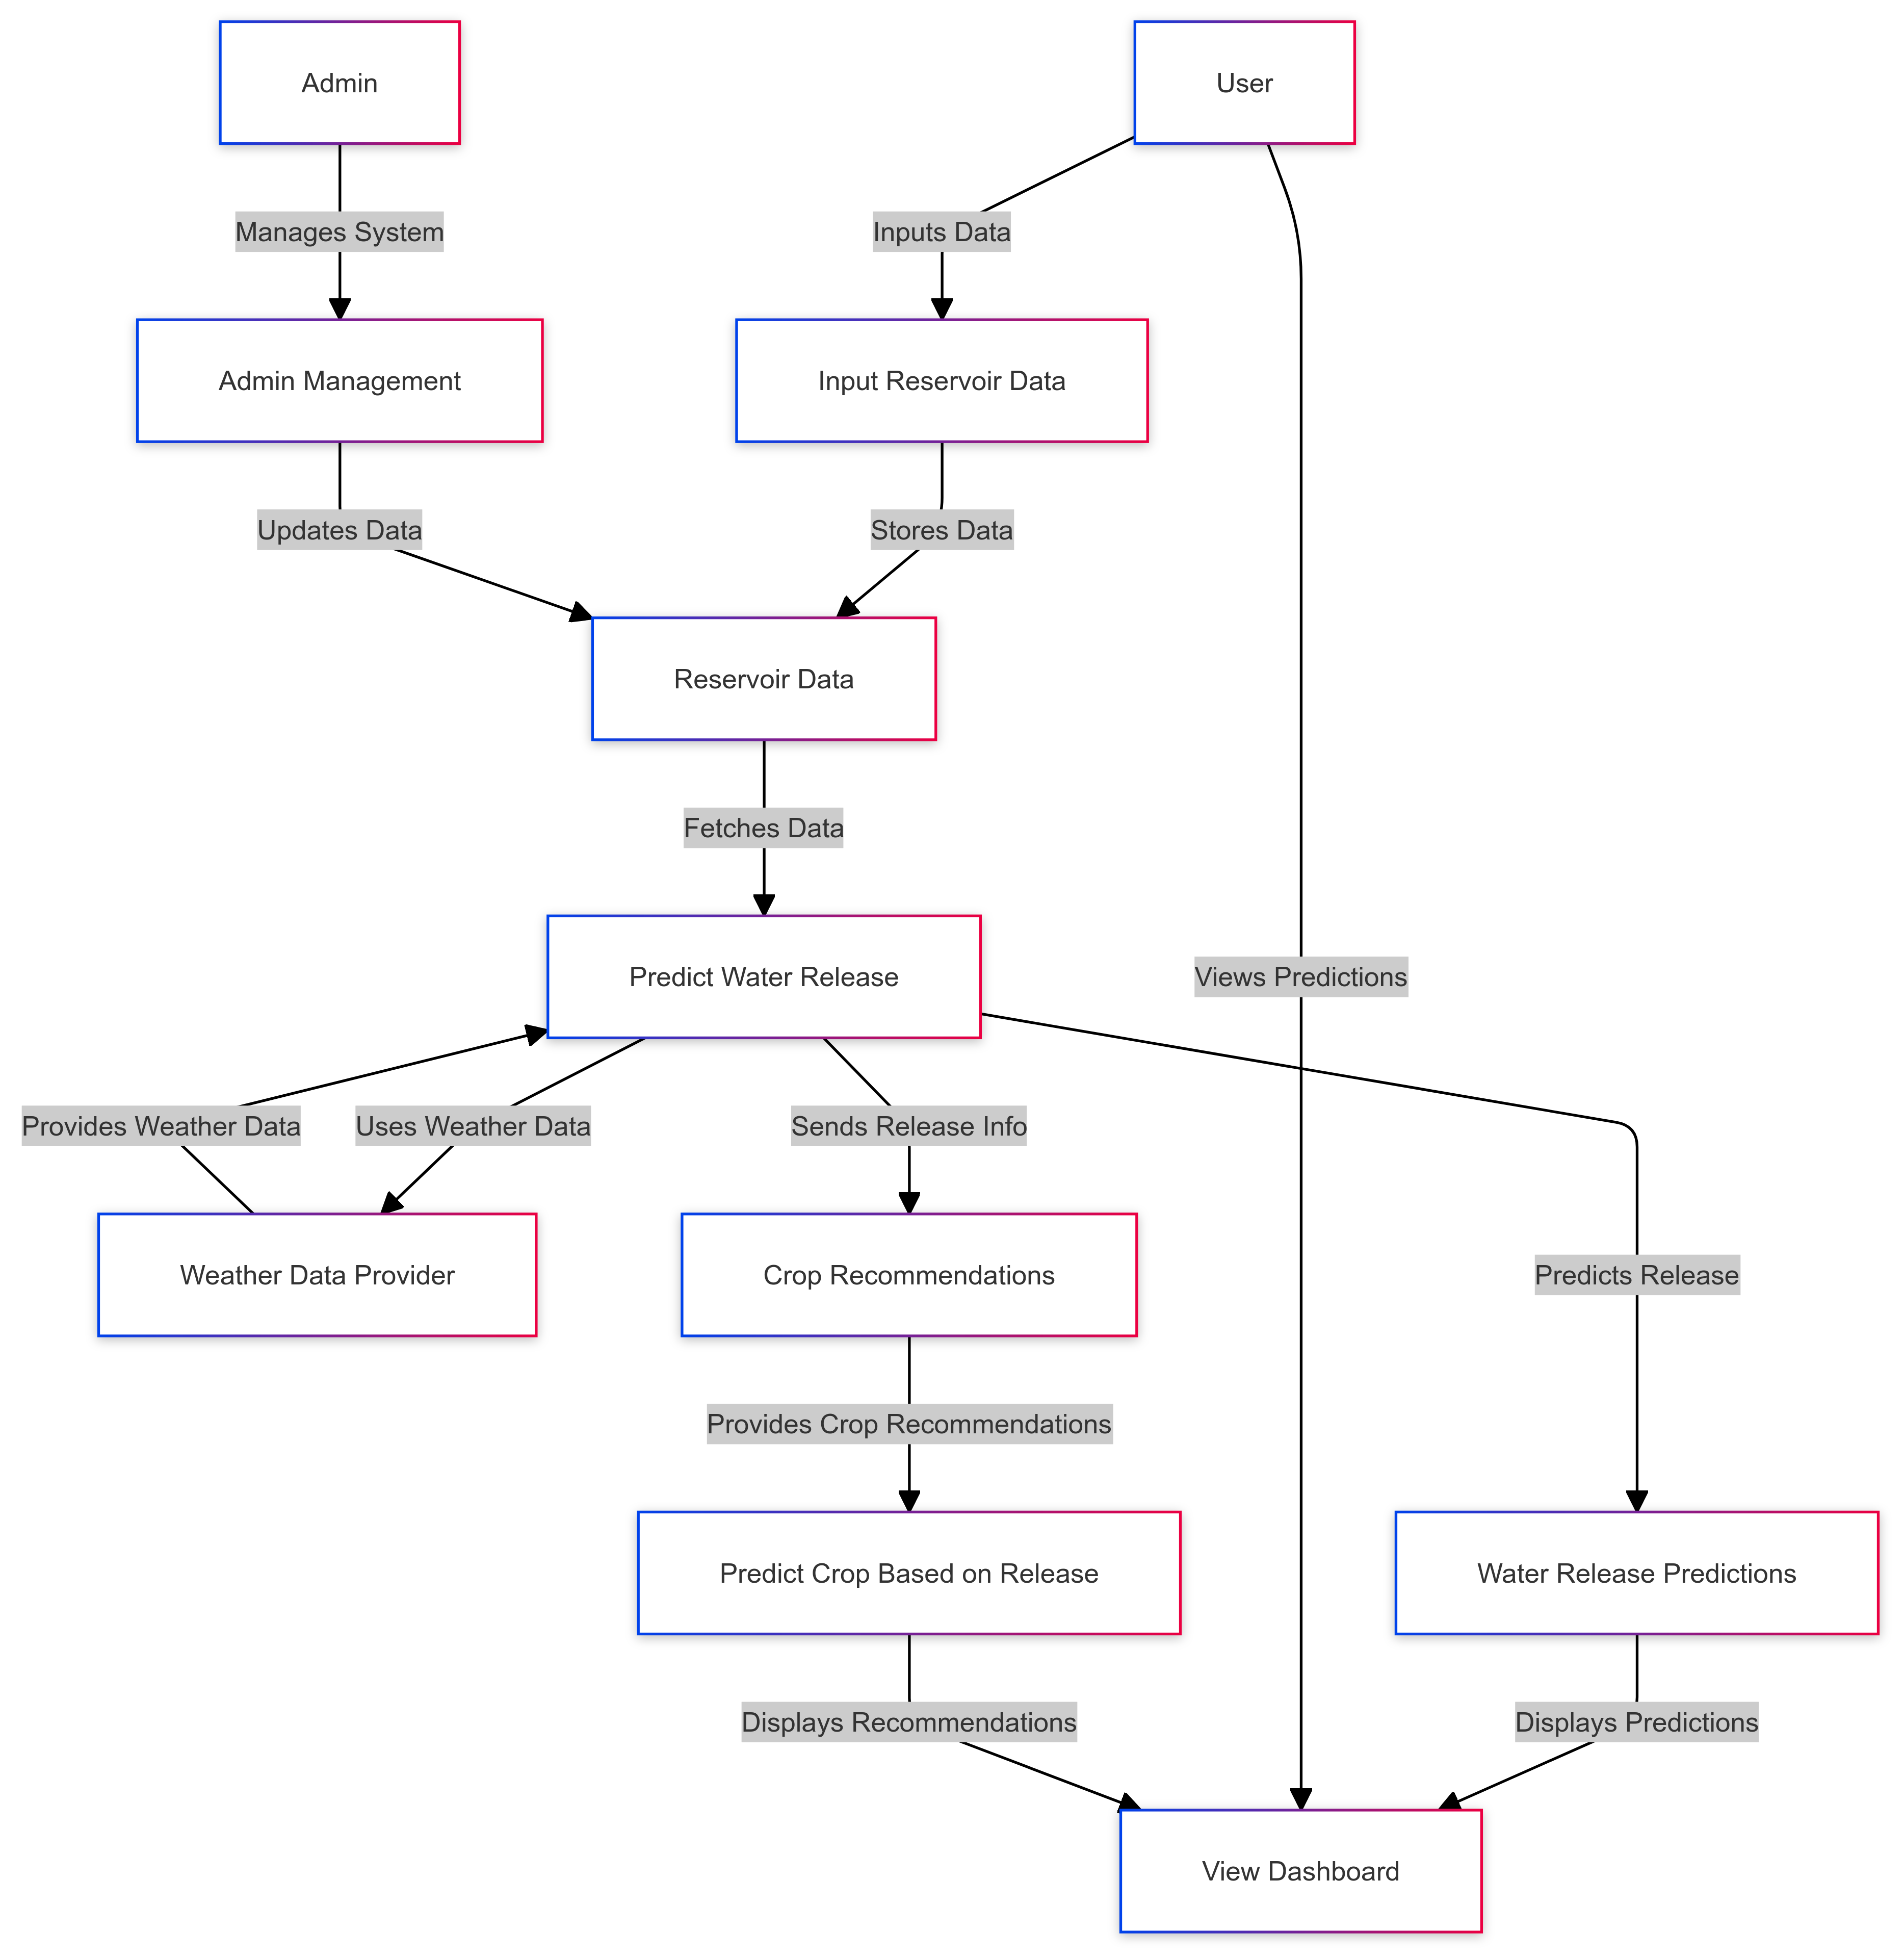 Admin
User
Manages System
Inputs Data
Admin Management
Input Reservoir Data
Updates Data
Stores Data
Reservoir Data
Fetches Data
Predict Water Release
Views Predictions
Provides Weather Data
Uses Weather Data
Sends Release Info
Weather Data Provider
Crop Recommendations
Predicts Release
Provides Crop Recommendations
Predict Crop Based on Release
Water Release Predictions
Displays Recommendations
Displays Predictions
View Dashboard